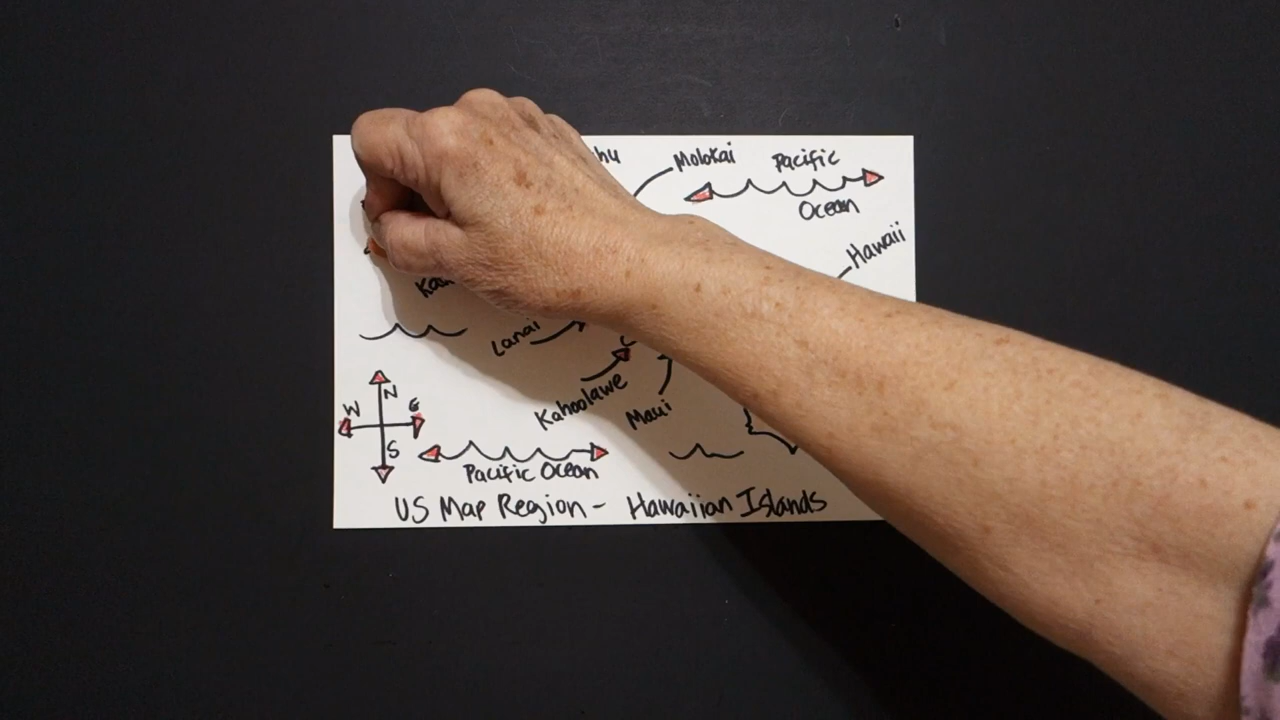 Molokai
Pacific
Ocean
Hawaii
Lanai
Kahoolawe
Maui
N
W
E
S
Pacific Ocean
US Map Region - Hawaiian Islands